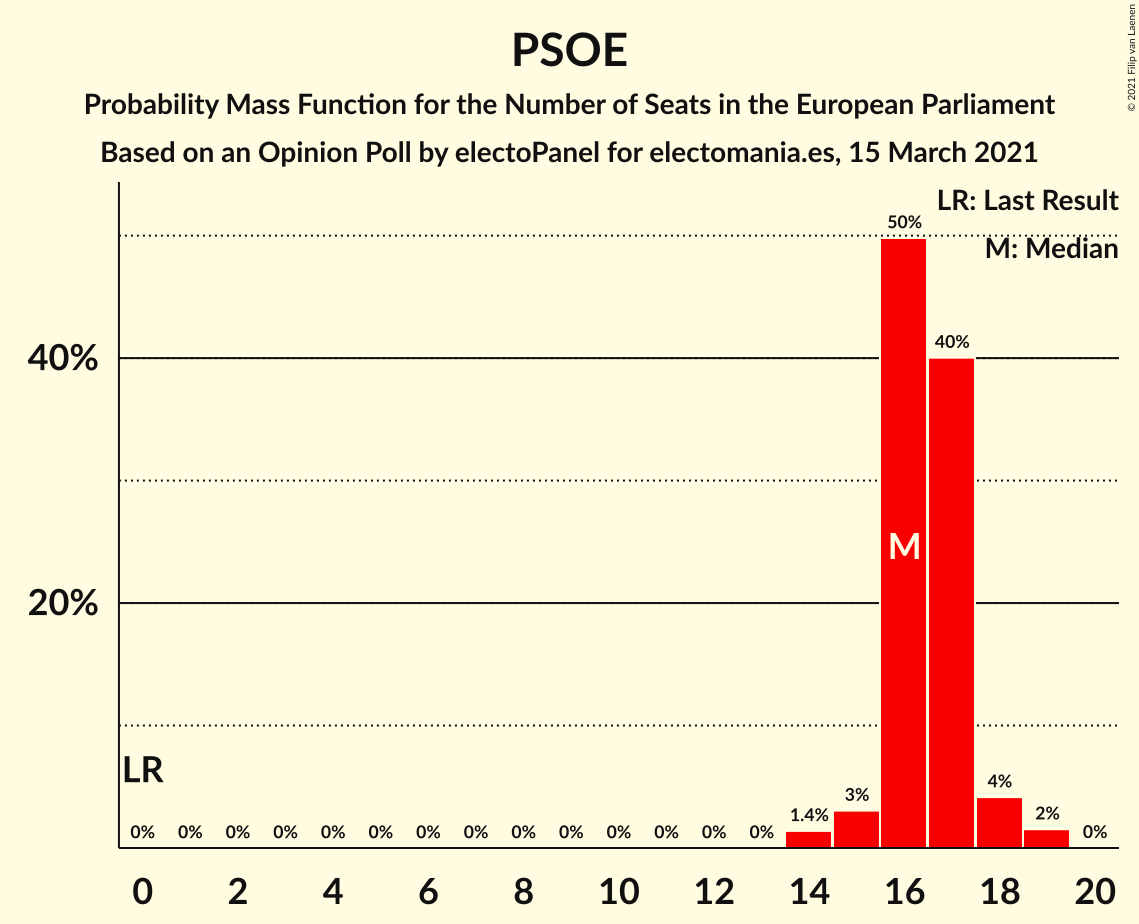 PSOE
Probability Mass Function for the Number of Seats in the European Parliament
Based on an Opinion Poll by electoPanel for electomania.es, 15 March 2021
© 2021 Filip van Laenen
LR: Last Result
M: Median
50%
40%
40%
M
20%
LR
0% 0% 0% 0% 0% 0% 0% 0% 0% 0% 0% 0% 0% 0% 1.4% 3% 4% 2% 0%
0 2 4 6 8 10 12 14 16 18 20